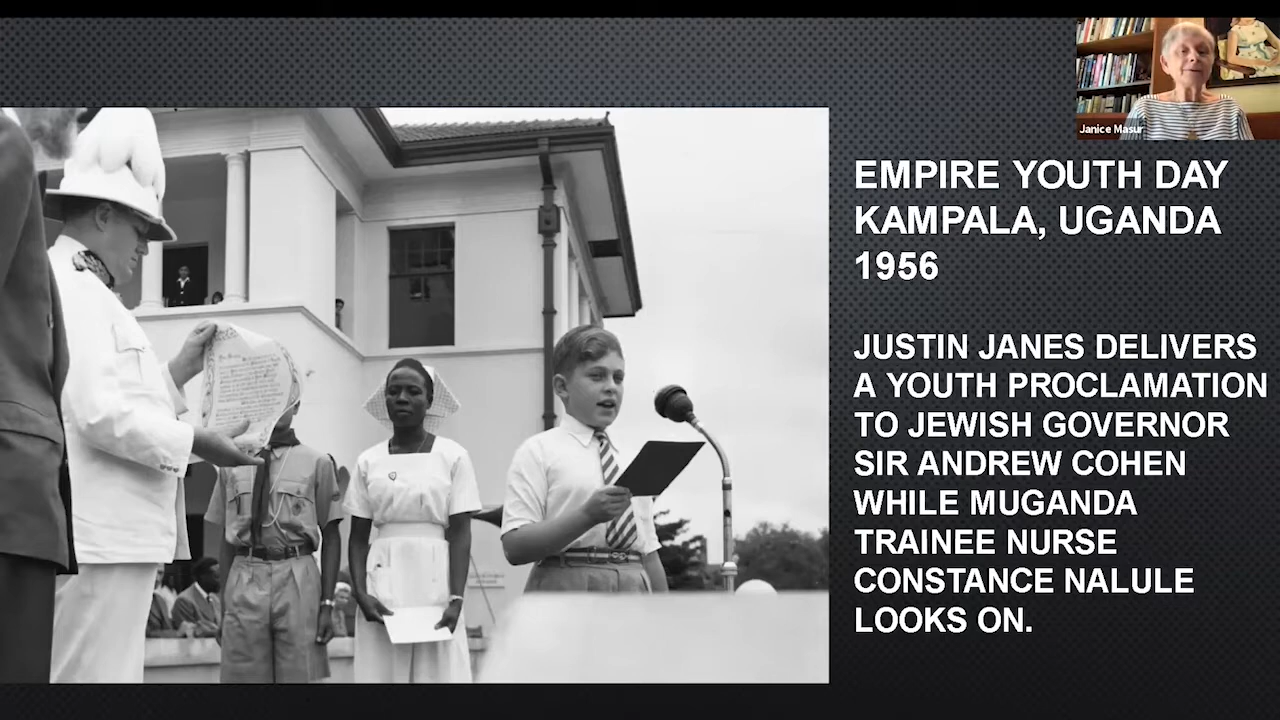 Janice Masur
EMPIRE YOUTH DAY
KAMPALA, UGANDA
1956
JUSTIN JANES DELIVERS
A YOUTH PROCLAMATION
TO JEWISH GOVERNOR
SIR ANDREW COHEN
WHILE MUGANDA
TRAINEE NURSE
CONSTANCE NALULE
LOOKS ON.